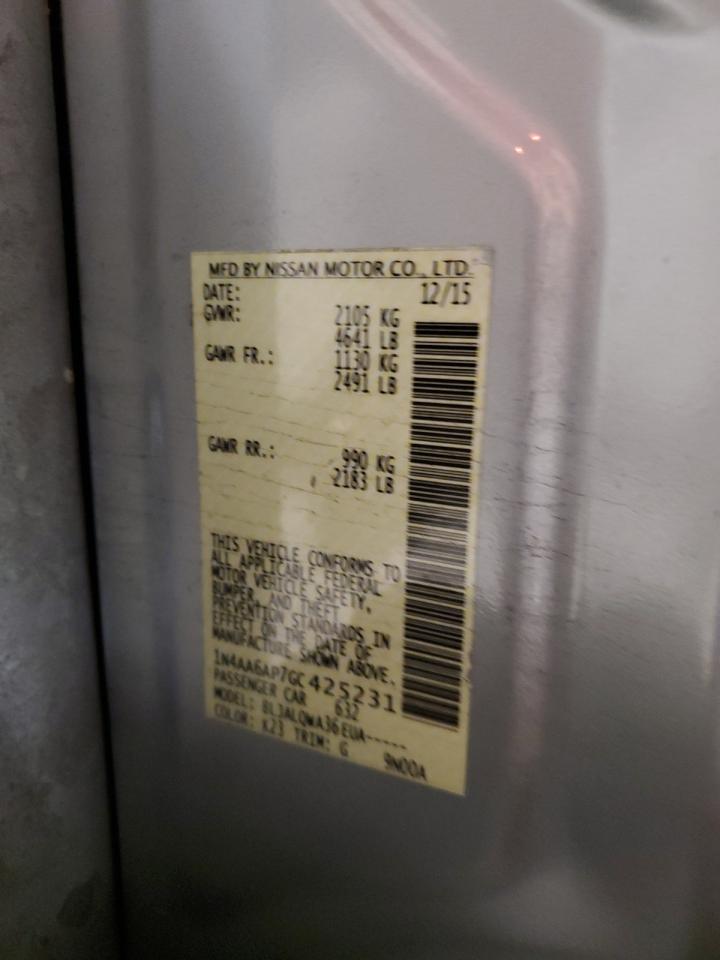 MFD BY NISSAN MOTOR CO., LTD.
DATE: 12/15
GVWR: 2105 KG
4641 LB
GAWR FR.: 1130 KG
2491 LB
GAWR RR.: 990 KG
2183 LB
THIS VEHICLE CONFORMS TO
ALL APPLICABLE FEDERAL
MOTOR VEHICLE SAFETY,
BUMPER, AND THEFT
PREVENTION STANDARDS IN
EFFECT ON THE DATE OF
MANUFACTURE SHOWN ABOVE.
1N4AA6AP7GC425231
PASSENGER CAR 632
MODEL: BL3ALQWA36EUA-----
COLOR: K23 TRIM: G 9N00A